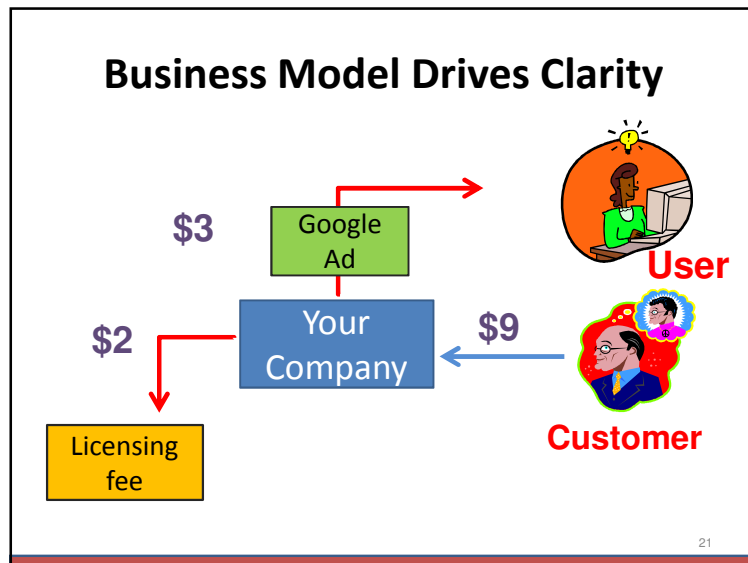 Business Model Drives Clarity
$3
Google
Ad
User
$2
Your
Company
$9
Customer
Licensing
fee
21